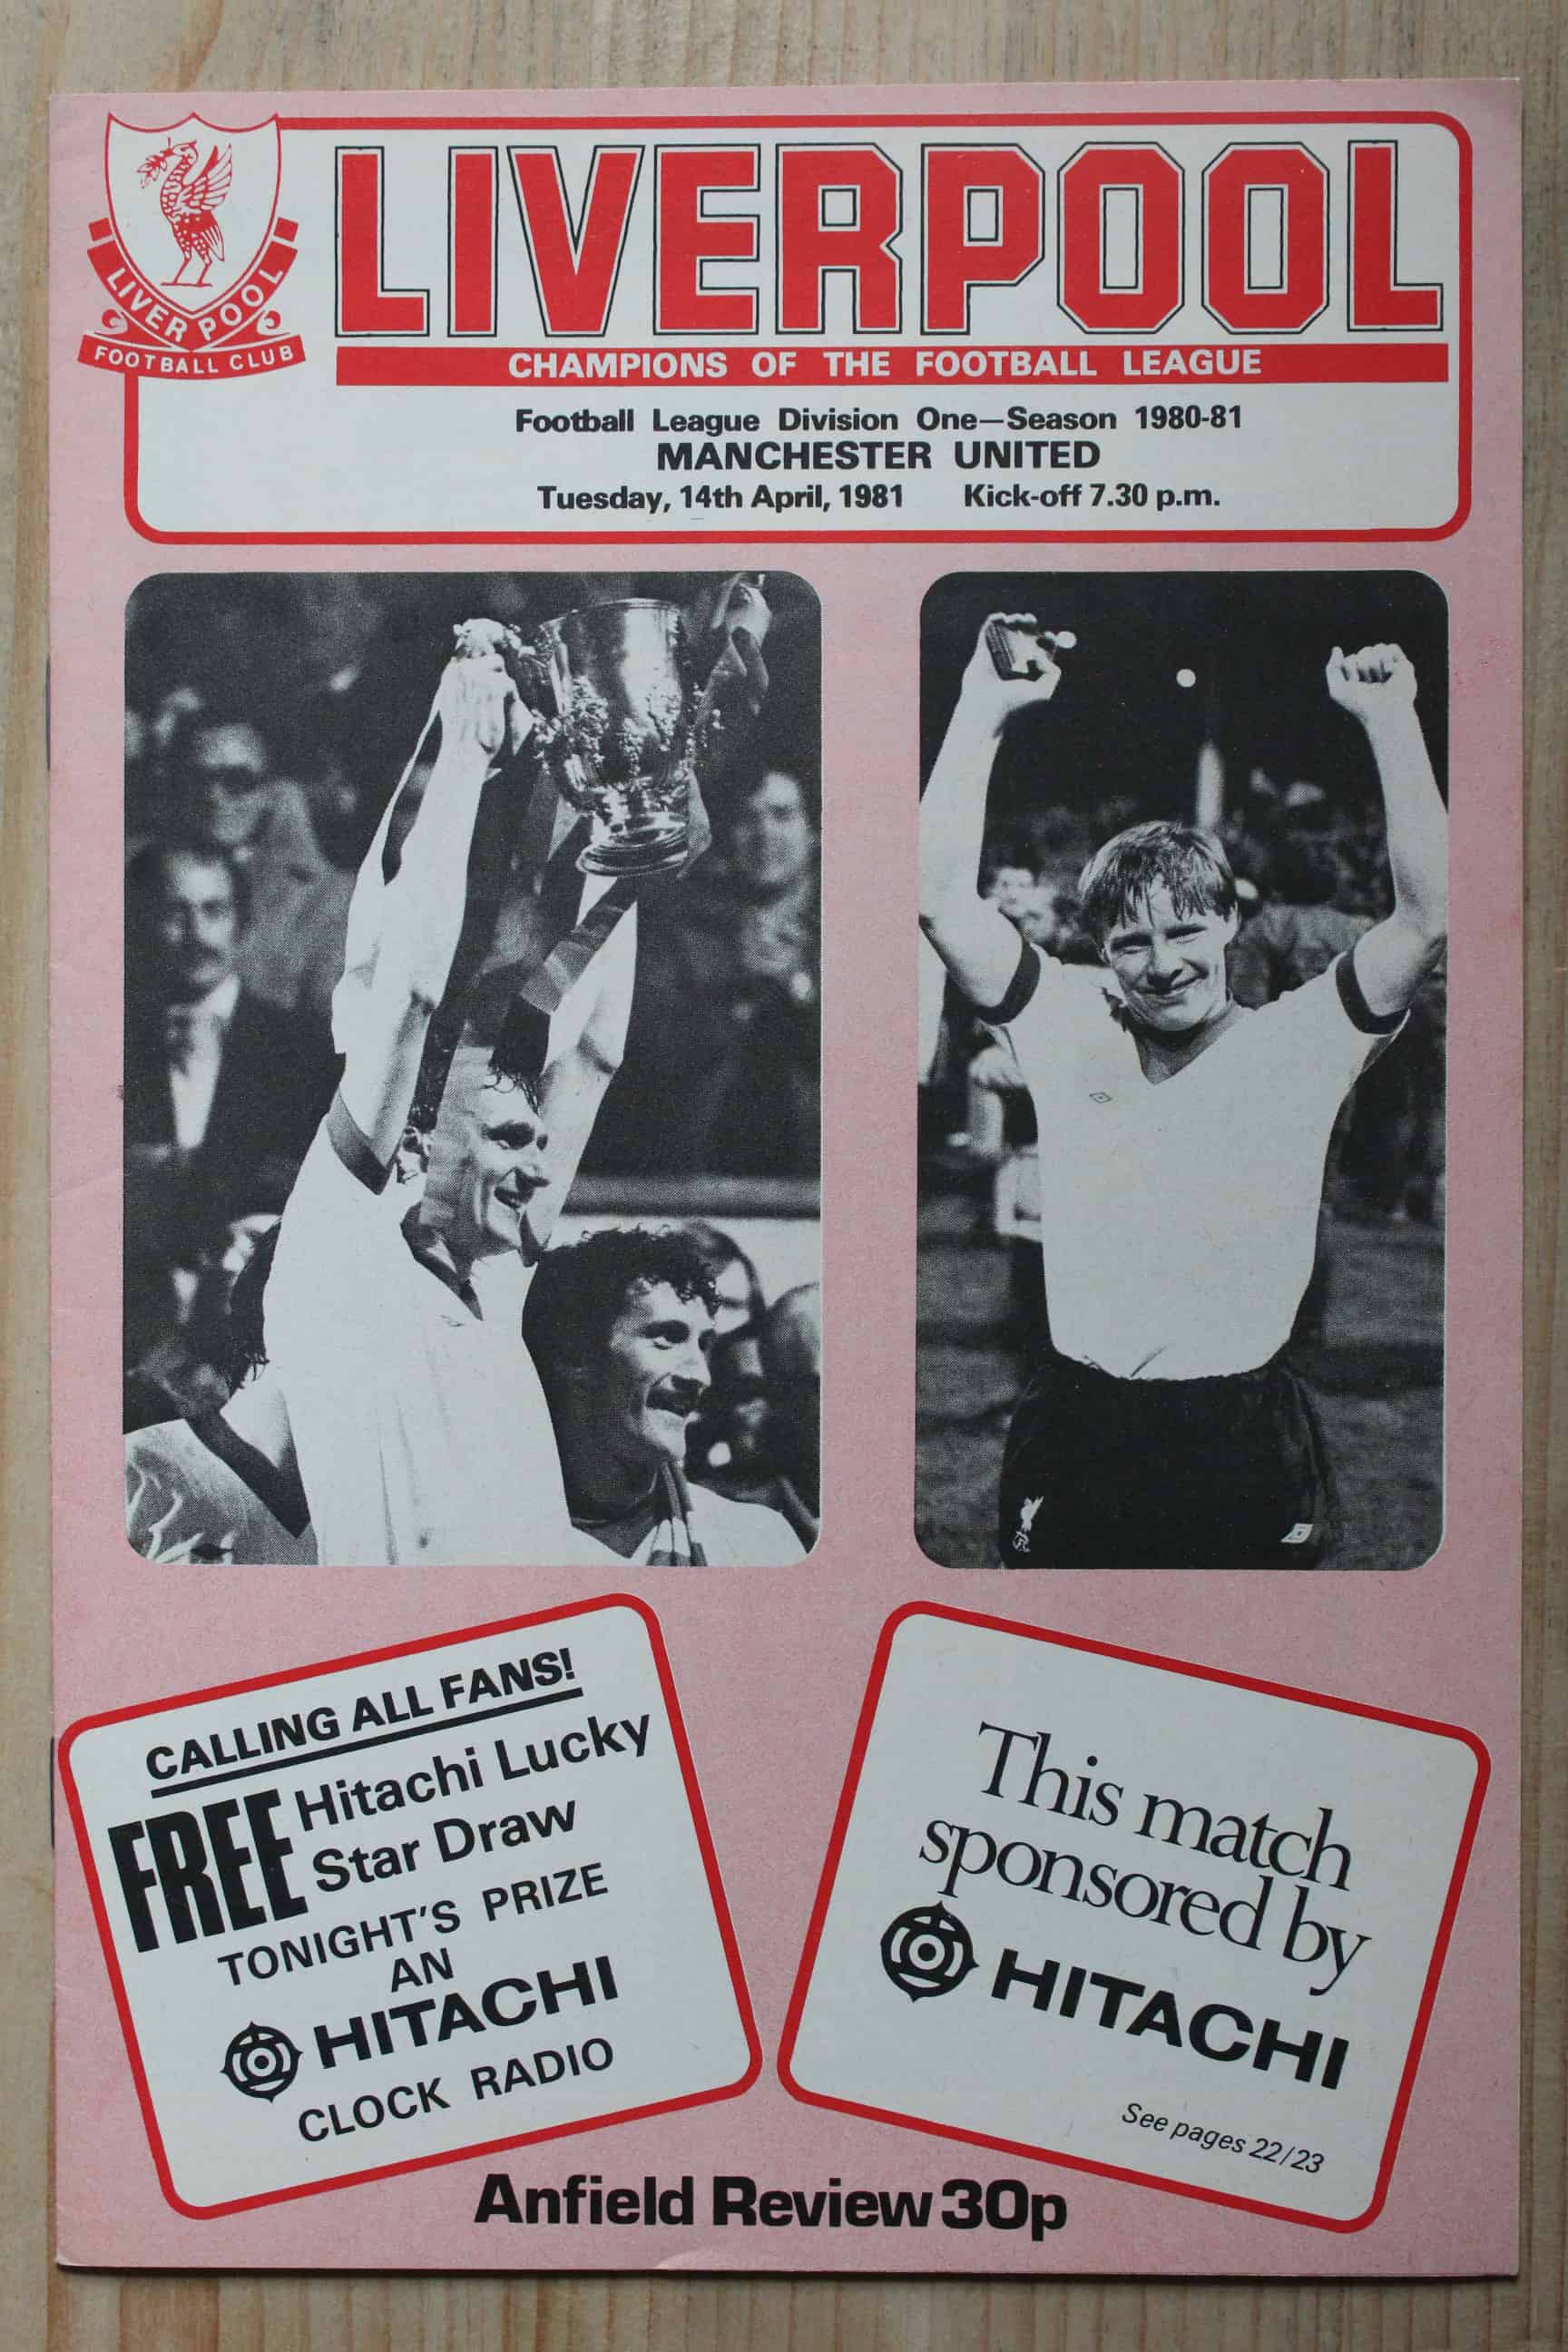 LIVERPOOL
FOOTBALL CLUB
LIVERPOOL
CHAMPIONS OF THE FOOTBALL LEAGUE
Football League Division One—Season 1980-81
MANCHESTER UNITED
Tuesday, 14th April, 1981 Kick-off 7.30 p.m.
CALLING ALL FANS!
FREE Hitachi Lucky
Star Draw
TONIGHT'S PRIZE
AN
HITACHI
CLOCK RADIO
This match
sponsored by
HITACHI
See pages 22/23
Anfield Review 30p